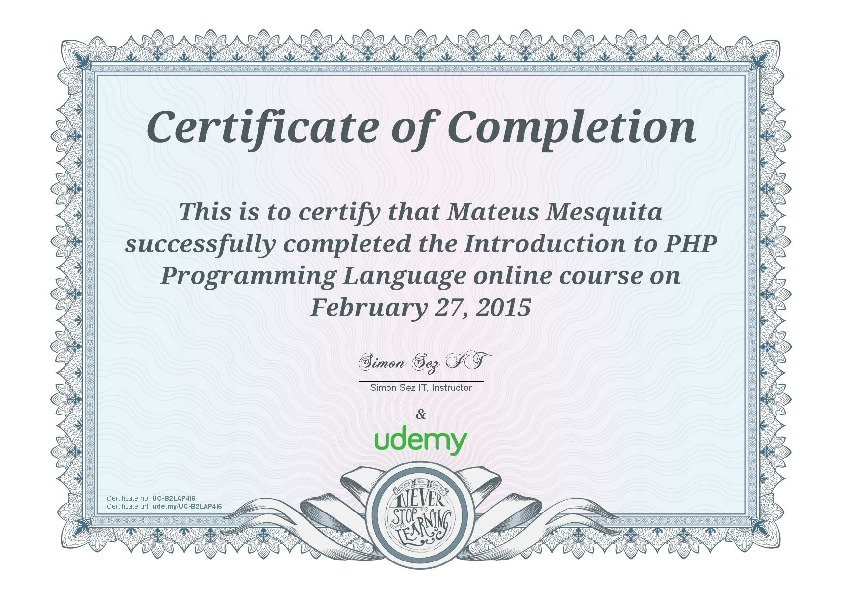 Certificate of Completion
This is to certify that Mateus Mesquita
successfully completed the Introduction to PHP
Programming Language online course on
February 27, 2015
Simon Sez IT
Simon Sez IT, Instructor
&
udemy
Certificate no: UC-B2LAP4I6
Certificate url: ude.my/UC-B2LAP4I6
NEVER
STOP
LEARNING